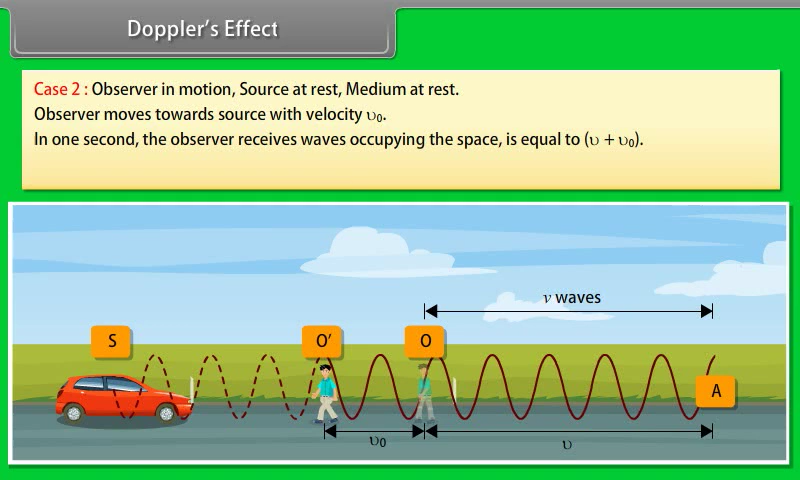 Doppler's Effect
Case 2 : Observer in motion, Source at rest, Medium at rest.
Observer moves towards source with velocity υ₀.
In one second, the observer receives waves occupying the space, is equal to (υ + υ₀).
ν waves
S
O'
O
A
υ₀
υ